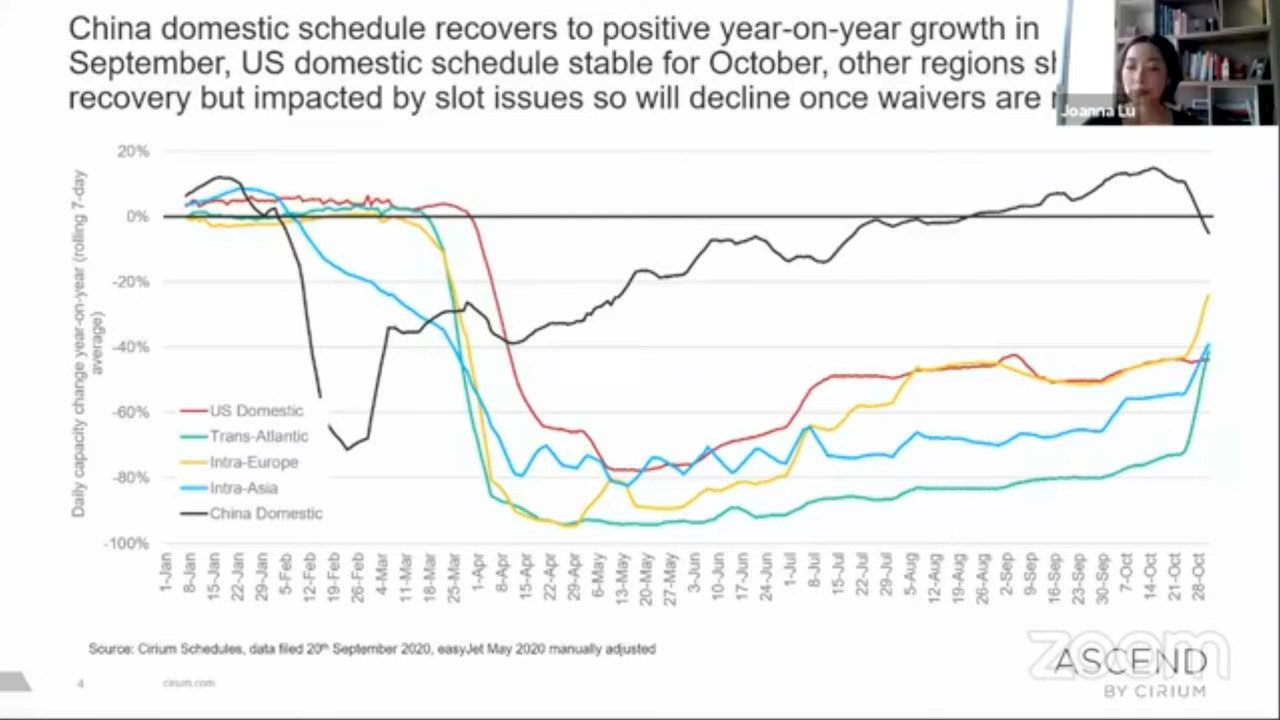 China domestic schedule recovers to positive year-on-year growth in
September, US domestic schedule stable for October, other regions sh
recovery but impacted by slot issues so will decline once waivers are
Joanna Lu
Daily capacity change year-on-year (rolling 7-day
average)
20%
0%
-20%
-40%
-60%
-80%
-100%
US Domestic
Trans-Atlantic
Intra-Europe
Intra-Asia
China Domestic
1-Jan
8-Jan
15-Jan
22-Jan
29-Jan
5-Feb
12-Feb
19-Feb
26-Feb
4-Mar
11-Mar
18-Mar
25-Mar
1-Apr
8-Apr
15-Apr
22-Apr
29-Apr
6-May
13-May
20-May
27-May
3-Jun
10-Jun
17-Jun
24-Jun
1-Jul
8-Jul
15-Jul
22-Jul
29-Jul
5-Aug
12-Aug
19-Aug
26-Aug
2-Sep
9-Sep
16-Sep
23-Sep
30-Sep
7-Oct
14-Oct
21-Oct
28-Oct
Source: Cirium Schedules, data filed 20th September 2020, easyJet May 2020 manually adjusted
4
cirium.com
zoom
ASCEND
BY CIRIUM